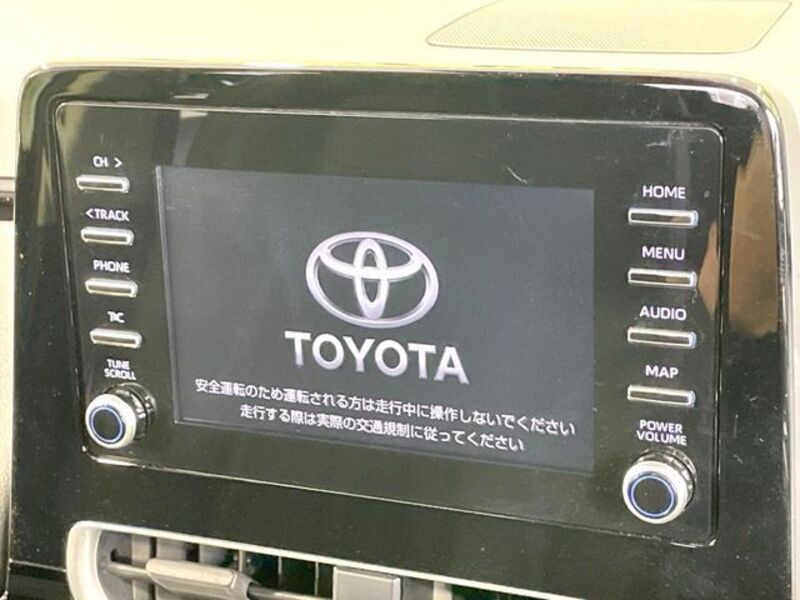 CH >
<TRACK
PHONE
T/C
TUNE
SCROLL
TOYOTA
安全運転のため運転される方は走行中に操作しないでください
走行する際は実際の交通規制に従ってください
HOME
MENU
AUDIO
MAP
POWER
VOLUME